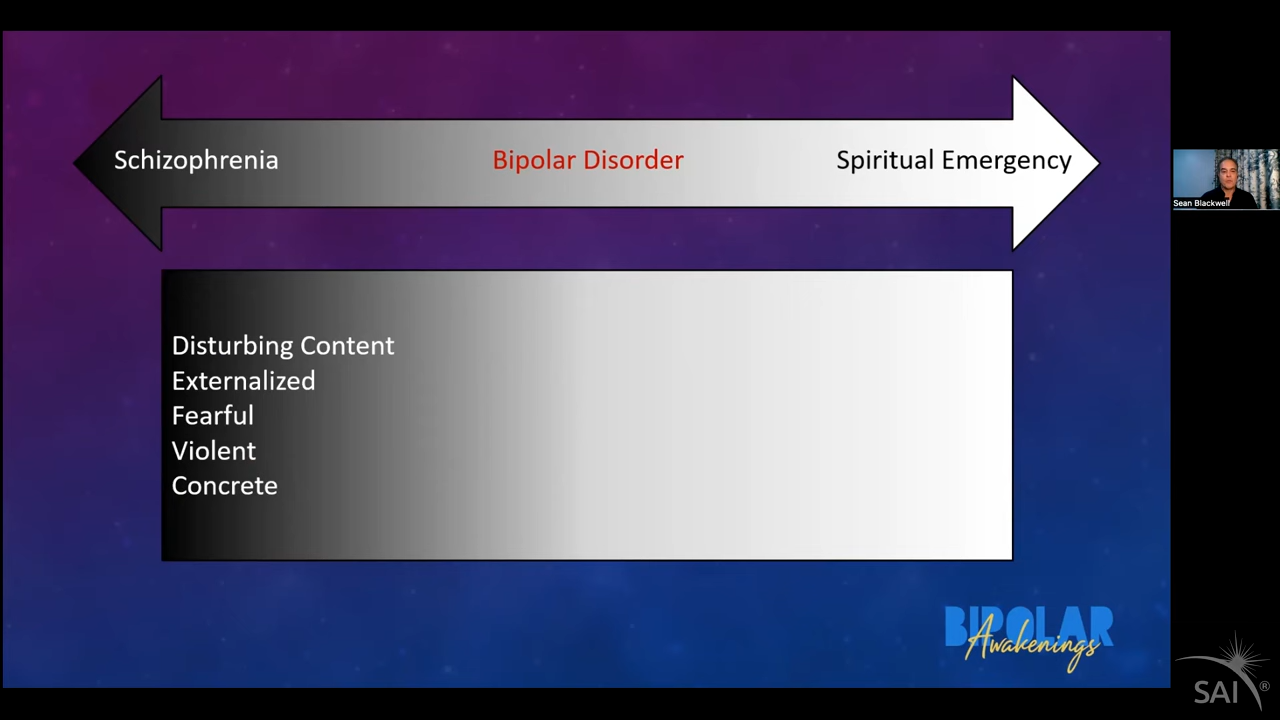 Schizophrenia
Bipolar Disorder
Spiritual Emergency
Sean Blackwell
Disturbing Content
Externalized
Fearful
Violent
Concrete
BIPOLAR
Awakenings
SAI®